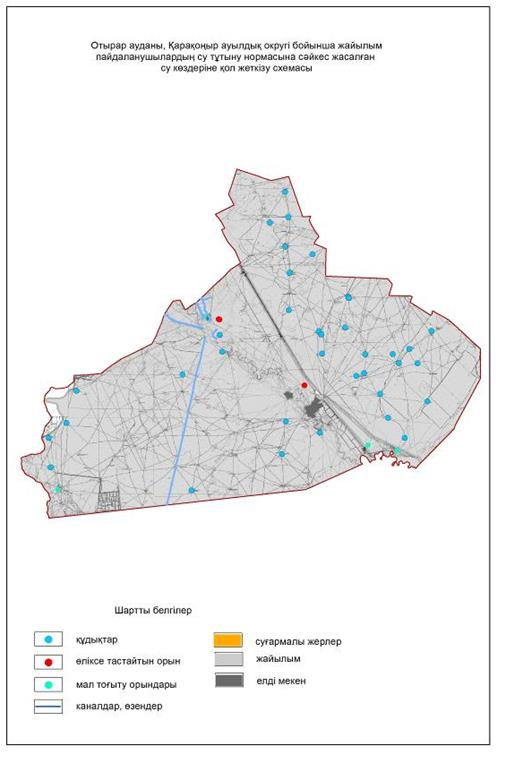 Отырар ауданы, Қарақоңыр ауылдық округі бойынша жайылым
пайдаланушылардың су тұтыну нормасына сәйкес жасалған
су көздеріне қол жеткізу схемасы
Шартты белгілер
құдықтар
өліксе тастайтын орын
мал тоғыту орындары
каналдар, өзендер
суғармалы жерлер
жайылым
елді мекен